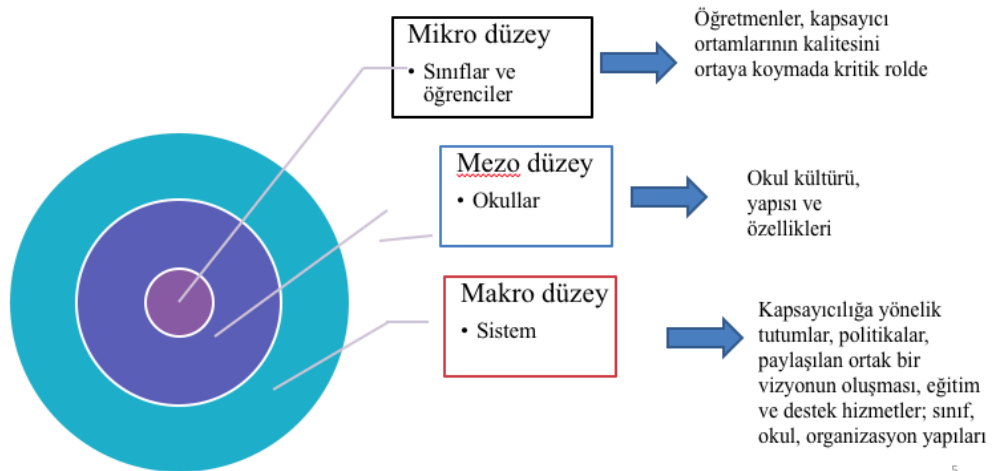 Mikro düzey
• Sınıflar ve
öğrenciler
Öğretmenler, kapsayıcı
ortamlarının kalitesini
ortaya koymada kritik rolde
Mezo düzey
• Okullar
Okul kültürü,
yapısı ve
özellikleri
Makro düzey
• Sistem
Kapsayıcılığa yönelik
tutumlar, politikalar,
paylaşılan ortak bir
vizyonun oluşması, eğitim
ve destek hizmetler; sınıf,
okul, organizasyon yapıları
5